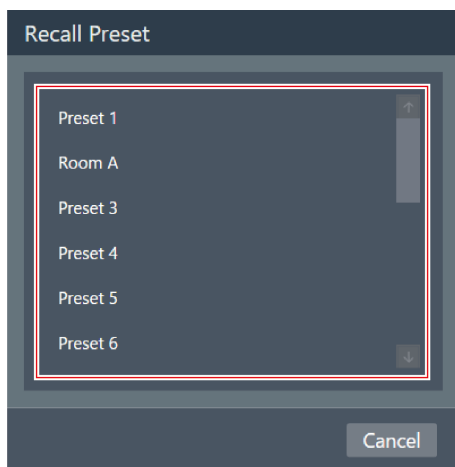 Recall Preset
Preset 1
Room A
Preset 3
Preset 4
Preset 5
Preset 6
Cancel